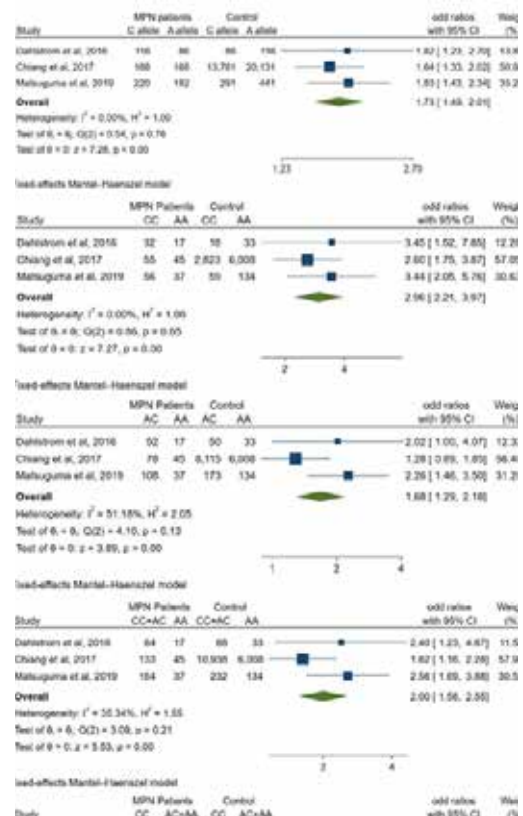 MPN patients Control odd ratios Weig
Study C allele A allele C allele A allele with 95% CI (%
Dahlstrom et al, 2016 116 86 86 116 1.82 [ 1.23, 2.70] 13.9
Chiang et al, 2017 188 168 13,761 20,131 1.64 [ 1.33, 2.02] 50.8
Matsuguma et al, 2019 220 182 291 441 1.83 [ 1.43, 2.34] 35.2
Overall 1.73 [ 1.49, 2.01]
Heterogeneity: I² = 0.00%, H² = 1.00
Test of θᵢ = θⱼ: Q(2) = 0.54, p = 0.76
Test of θ = 0: z = 7.28, p = 0.00
1.23 2.70
ixed-effects Mantel–Haenszel model
MPN Patients Control odd ratios Weig
Study CC AA CC AA with 95% CI (%
Dahlstrom et al, 2016 32 17 18 33 3.45 [ 1.52, 7.85] 12.29
Chiang et al, 2017 55 45 2,823 6,008 2.60 [ 1.75, 3.87] 57.09
Matsuguma et al, 2019 56 37 59 134 3.44 [ 2.05, 5.76] 30.63
Overall 2.96 [ 2.21, 3.97]
Heterogeneity: I² = 0.00%, H² = 1.00
Test of θᵢ = θⱼ: Q(2) = 0.86, p = 0.65
Test of θ = 0: z = 7.27, p = 0.00
2 4
ixed-effects Mantel–Haenszel model
MPN Patients Control odd ratios Weig
Study AC AA AC AA with 95% CI (%
Dahlstrom et al, 2016 52 17 50 33 2.02 [ 1.00, 4.07] 12.32
Chiang et al, 2017 78 45 8,115 6,008 1.28 [ 0.89, 1.85] 56.40
Matsuguma et al, 2019 108 37 173 134 2.26 [ 1.46, 3.50] 31.29
Overall 1.68 [ 1.29, 2.18]
Heterogeneity: I² = 51.18%, H² = 2.05
Test of θᵢ = θⱼ: Q(2) = 4.10, p = 0.13
Test of θ = 0: z = 3.89, p = 0.00
1 2 4
ixed-effects Mantel–Haenszel model
MPN Patients Control odd ratios Weig
Study CC+AC AA CC+AC AA with 95% CI (%
Dahlstrom et al, 2016 84 17 68 33 2.40 [ 1.23, 4.67] 11.5
Chiang et al, 2017 133 45 10,938 6,008 1.62 [ 1.16, 2.28] 57.9
Matsuguma et al, 2019 164 37 232 134 2.56 [ 1.69, 3.88] 30.5
Overall 2.00 [ 1.56, 2.55]
Heterogeneity: I² = 35.34%, H² = 1.55
Test of θᵢ = θⱼ: Q(2) = 3.09, p = 0.21
Test of θ = 0: z = 5.53, p = 0.00
2 4
ixed-effects Mantel–Haenszel model
MPN Patients Control odd ratios Weig
Study CC AC+AA CC AC+AA with 95% CI (%